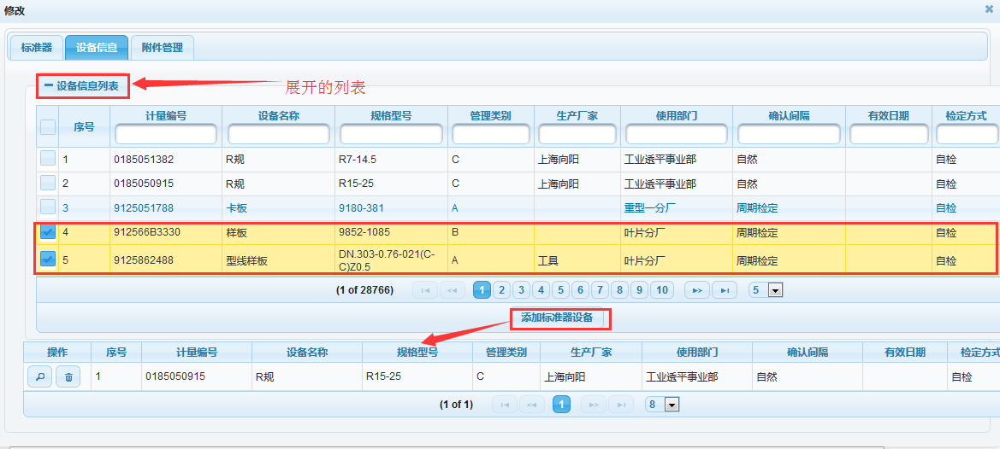 修改
标准器 设备信息 附件管理
设备信息列表
展开的列表
序号 计量编号 设备名称 规格型号 管理类别 生产厂家 使用部门 确认间隔 有效日期 检定方式
1 0185051382 R规 R7-14.5 C 上海向阳 工业透平事业部 自然 自检
2 0185050915 R规 R15-25 C 上海向阳 工业透平事业部 自然 自检
3 9125051788 卡板 9180-381 A 重型一分厂 周期检定 自检
4 912566B3330 样板 9852-1085 B 叶片分厂 周期检定 自检
5 9125862488 型线样板 DN.303-0.76-021(C-C)Z0.5 A 工具 叶片分厂 周期检定 自检
(1 of 28766) 1 2 3 4 5 6 7 8 9 10 5
添加标准器设备
操作 序号 计量编号 设备名称 规格型号 管理类别 生产厂家 使用部门 确认间隔 有效日期 检定方式
1 0185050915 R规 R15-25 C 上海向阳 工业透平事业部 自然 自检
(1 of 1) 1 8